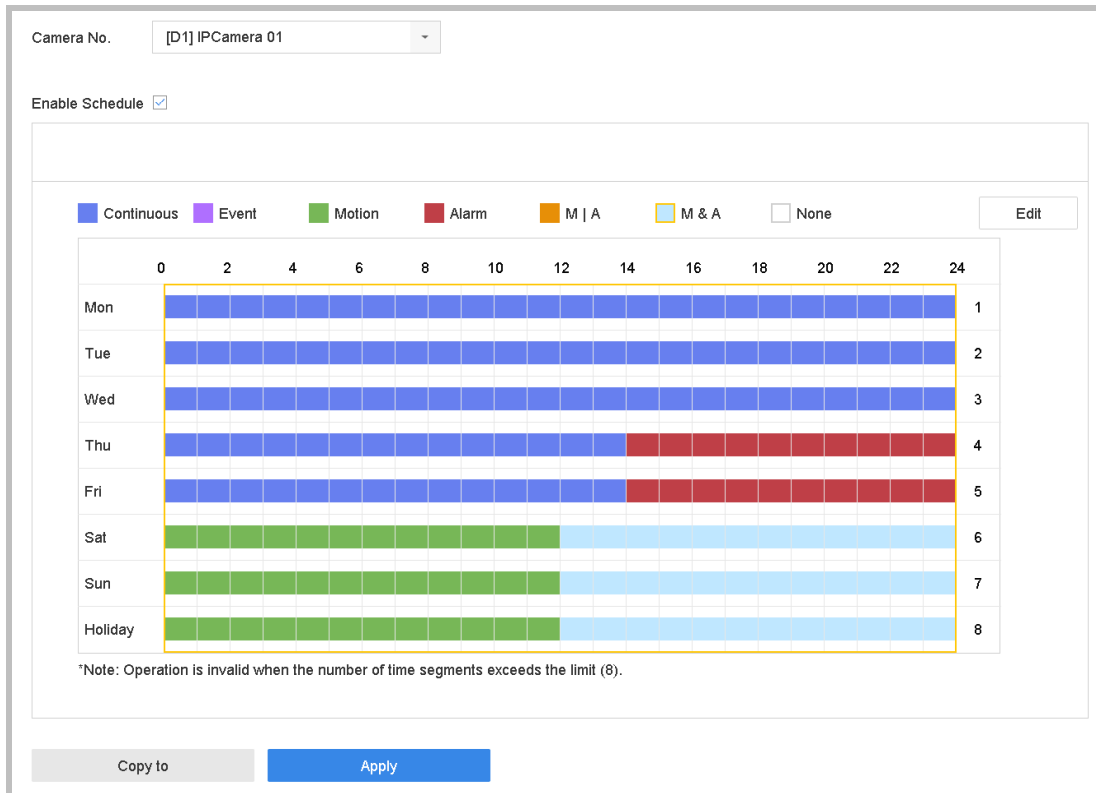 Camera No. [D1] IPCamera 01
Enable Schedule
Continuous Event Motion Alarm M | A M & A None Edit
0 2 4 6 8 10 12 14 16 18 20 22 24
Mon 1
Tue 2
Wed 3
Thu 4
Fri 5
Sat 6
Sun 7
Holiday 8
*Note: Operation is invalid when the number of time segments exceeds the limit (8).
Copy to Apply